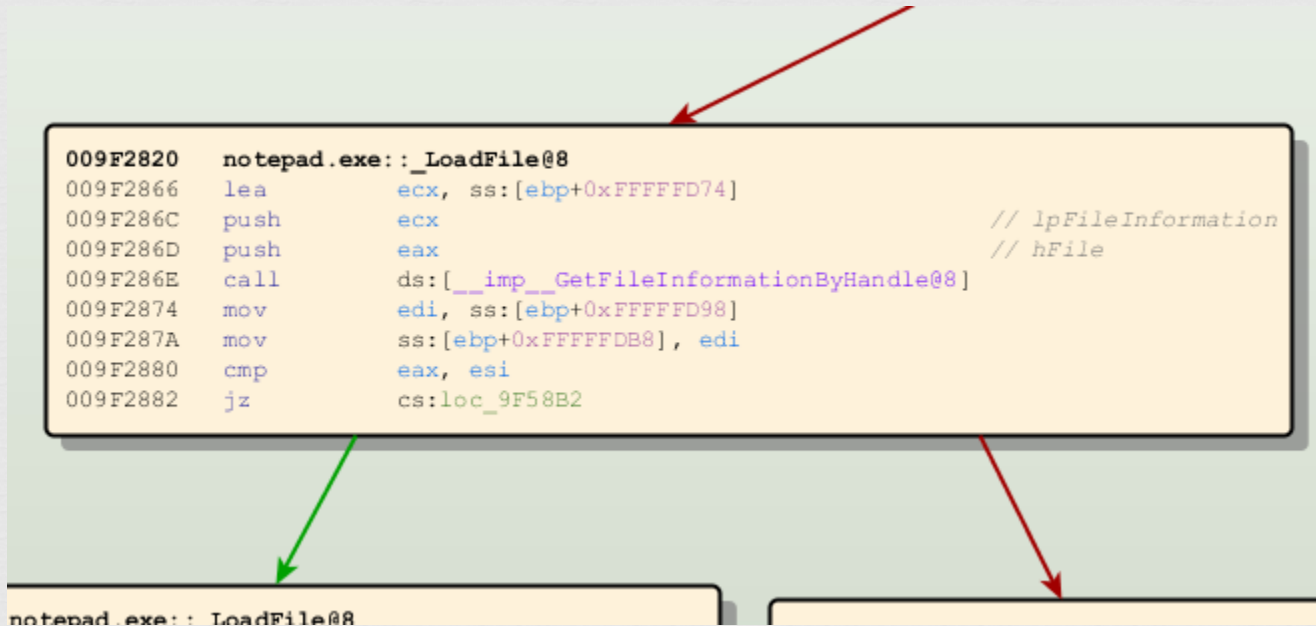 009F2820 notepad.exe::_LoadFile@8
009F2866 lea ecx, ss:[ebp+0xFFFFFD74]
009F286C push ecx // lpFileInformation
009F286D push eax // hFile
009F286E call ds:[__imp__GetFileInformationByHandle@8]
009F2874 mov edi, ss:[ebp+0xFFFFFD98]
009F287A mov ss:[ebp+0xFFFFFDB8], edi
009F2880 cmp eax, esi
009F2882 jz cs:loc_9F58B2
notepad.exe::_LoadFile@8